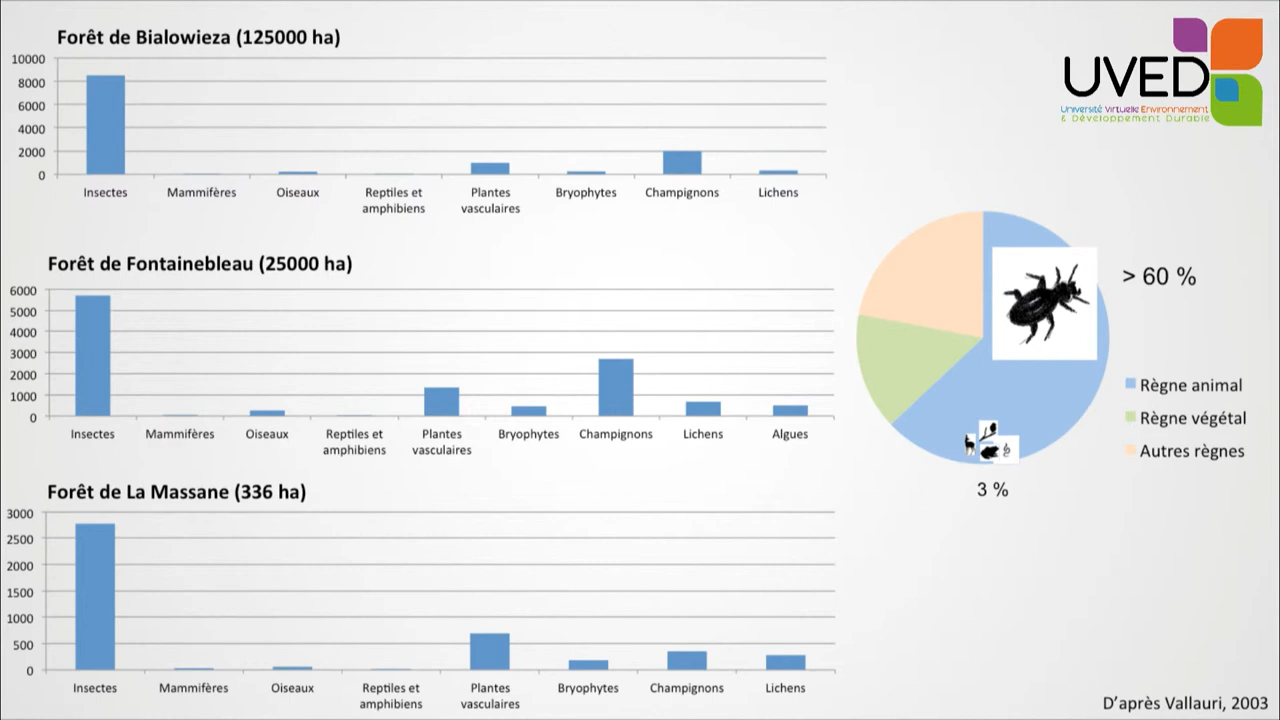 Forêt de Bialowieza (125000 ha)
10000
8000
6000
4000
2000
0
Insectes Mammifères Oiseaux Reptiles et amphibiens Plantes vasculaires Bryophytes Champignons Lichens
Forêt de Fontainebleau (25000 ha)
6000
5000
4000
3000
2000
1000
0
Insectes Mammifères Oiseaux Reptiles et amphibiens Plantes vasculaires Bryophytes Champignons Lichens Algues
Forêt de La Massane (336 ha)
3000
2500
2000
1500
1000
500
0
Insectes Mammifères Oiseaux Reptiles et amphibiens Plantes vasculaires Bryophytes Champignons Lichens
UVED
Université Virtuelle Environnement
& Développement Durable
> 60 %
Règne animal
Règne végétal
Autres règnes
3 %
D'après Vallauri, 2003